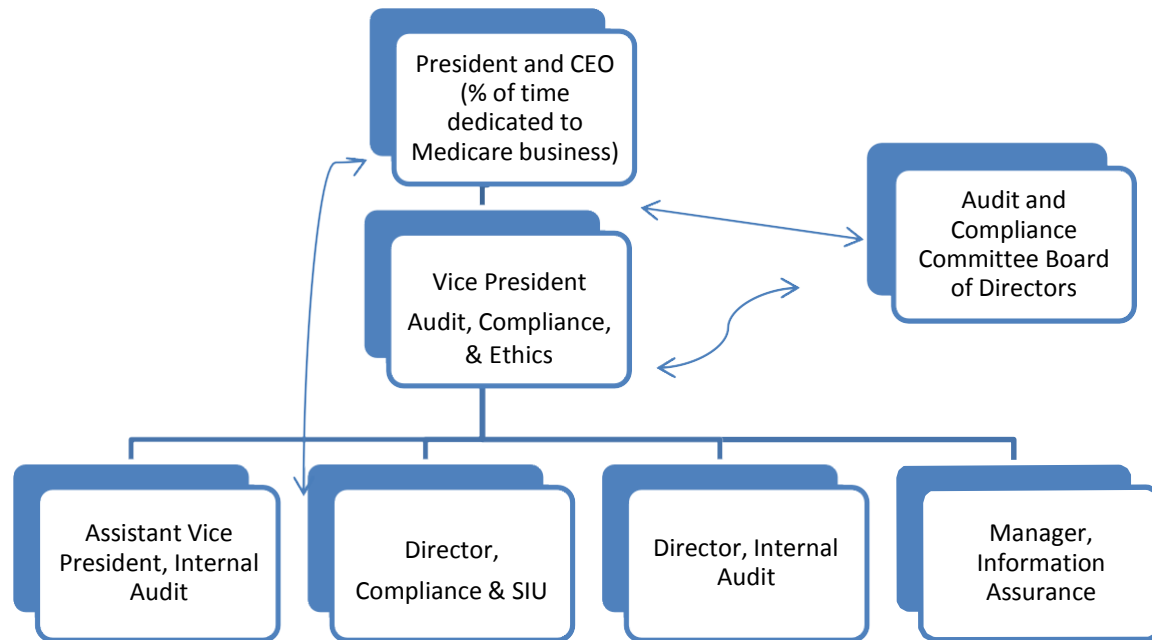 President and CEO
(% of time
dedicated to
Medicare business)
Audit and
Compliance
Committee Board
of Directors
Vice President
Audit, Compliance,
& Ethics
Assistant Vice
President, Internal
Audit
Director,
Compliance & SIU
Director, Internal
Audit
Manager,
Information
Assurance